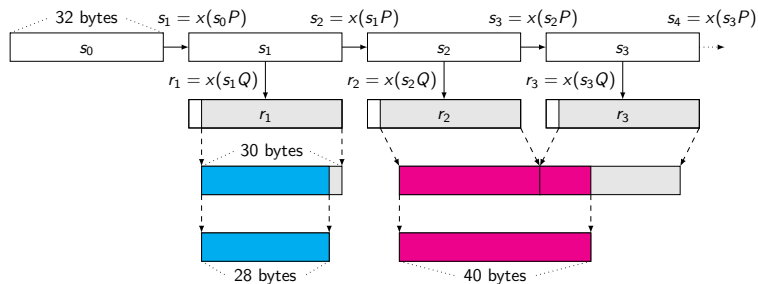 32 bytes
s₁ = x(s₀P)
s₂ = x(s₁P)
s₃ = x(s₂P)
s₄ = x(s₃P)
s₀
s₁
s₂
s₃
r₁ = x(s₁Q)
r₂ = x(s₂Q)
r₃ = x(s₃Q)
r₁
r₂
r₃
30 bytes
28 bytes
40 bytes